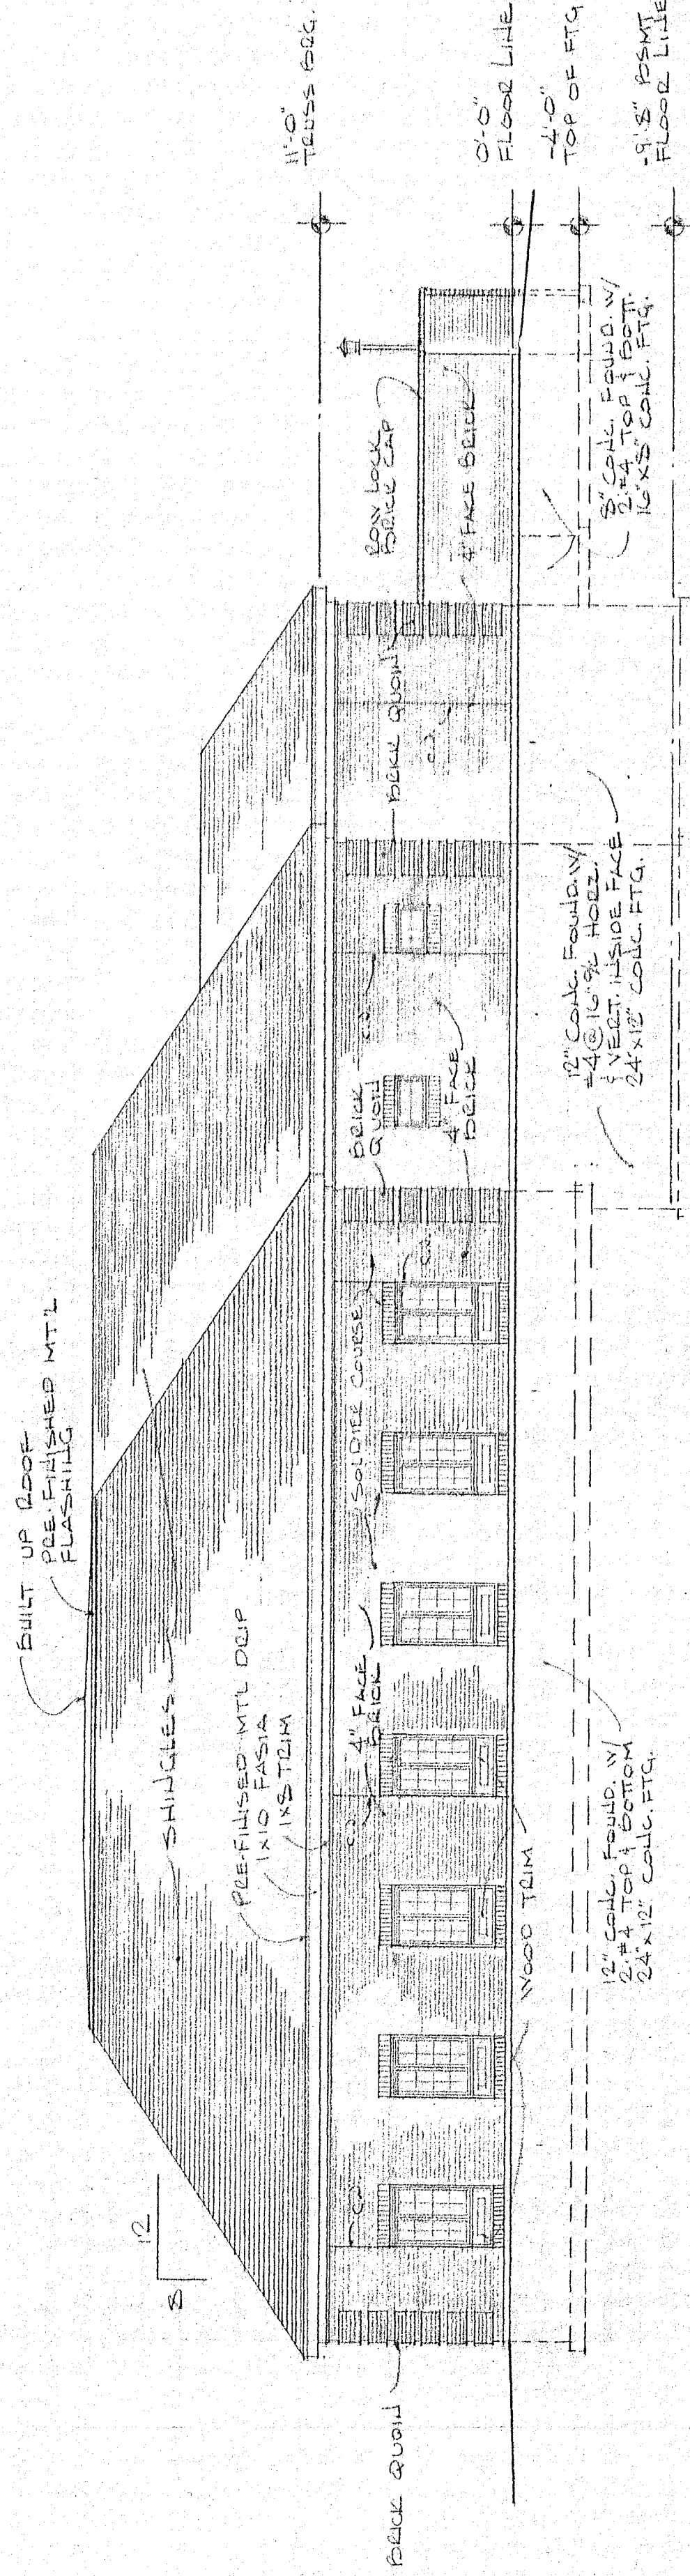 BUILT UP ROOF
PRE-FINISHED MT'L
FLASHING
SHINGLES
PRE-FINISED MT'L DRIP
1X10 FASIA
1X8 TRIM
12
8
BRICK QUOIN
C.J.
4" FACE
BRICK
C.J.
SOLDIER COURSE
C.J.
BRICK
QUOIN
4" FACE
BRICK
C.J.
BRICK QUOIN
C.J.
ROW LOCK
BRICK CAP
4" FACE BRICK
WOOD TRIM
12" CONC. FOUND. W/
2-#4 TOP & BOTTOM
24"x12" CONC. FTG.
12" CONC. FOUND. W/
#4@16"o/c HORZ.
& VERT. INSIDE FACE
24"x12" CONC. FTG.
8" CONC. FOUND. W/
2-#4 TOP & BOTT.
16"X8" CONC. FTG.
11'-0"
TRUSS BRG.
0'-0"
FLOOR LINE
-4'-0"
TOP OF FTG
-9'8" BSMT
FLOOR LINE